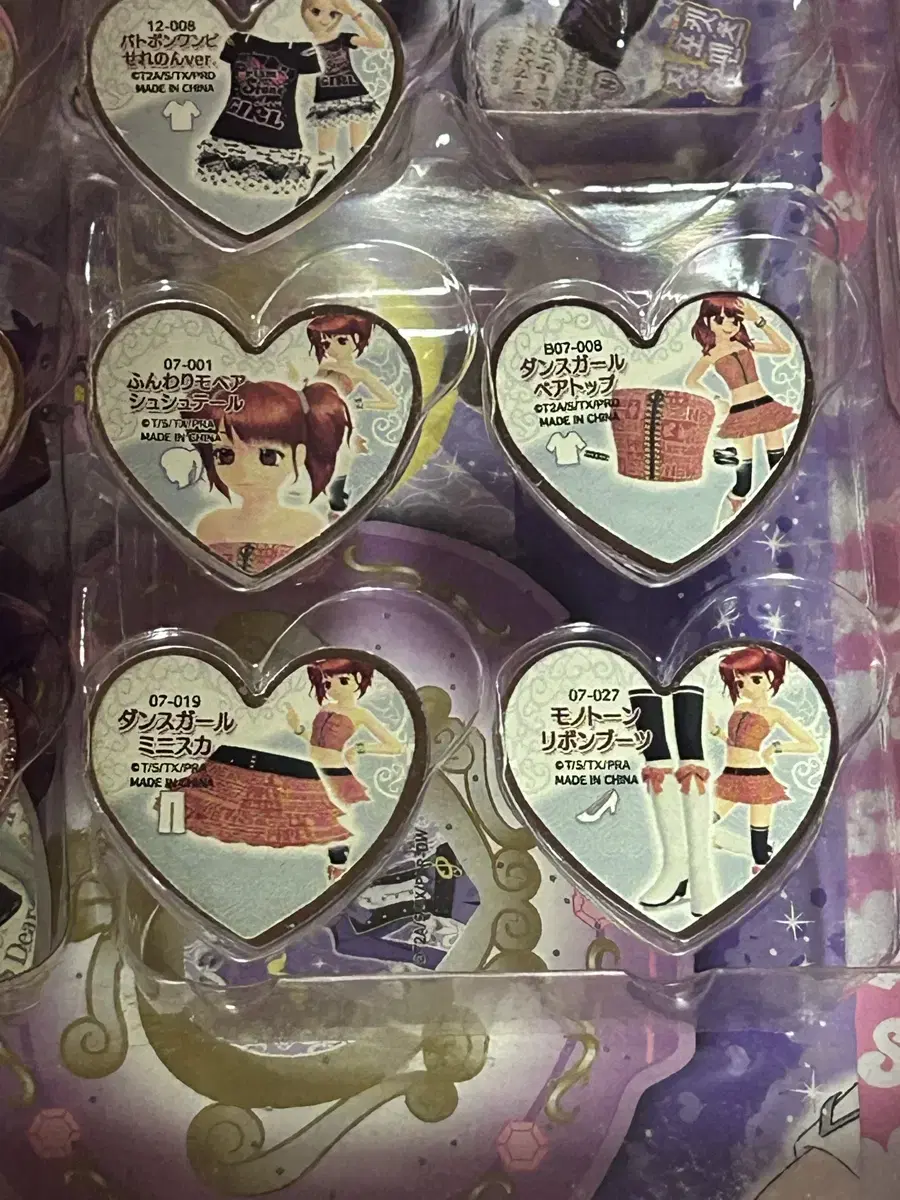 12-008
バトポンワンピ
せれのんver.
©T2A/S/TX/PRD
MADE IN CHINA
Prism
Stone
GIRL
07-001
ふんわりモヘア
シュシュテール
©T/S/TX/PRA
MADE IN CHINA
B07-008
ダンスガール
ベアトップ
©T2A/S/TX/PRD
MADE IN CHINA
07-019
ダンスガール
ミニスカ
©T/S/TX/PRA
MADE IN CHINA
07-027
モノトーン
リボンブーツ
©T/S/TX/PRA
MADE IN CHINA
Dear